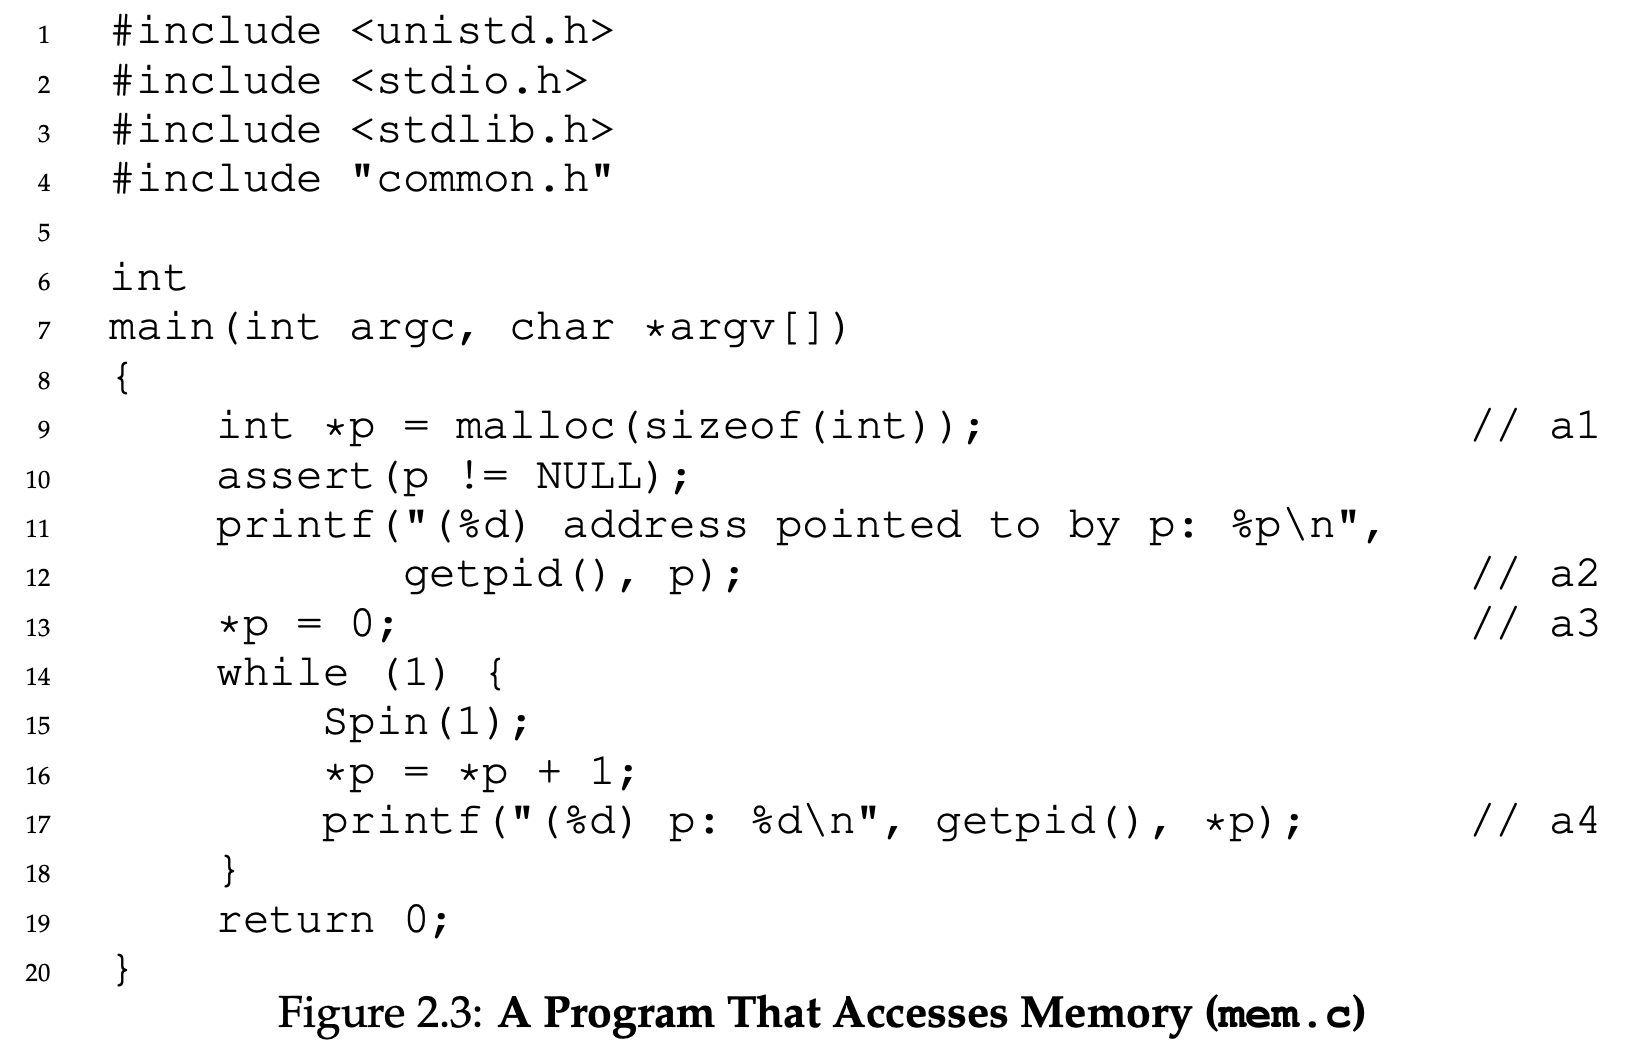 1 #include <unistd.h>
2 #include <stdio.h>
3 #include <stdlib.h>
4 #include "common.h"
5
6 int
7 main(int argc, char *argv[])
8 {
9     int *p = malloc(sizeof(int)); // a1
10     assert(p != NULL);
11     printf("(%d) address pointed to by p: %p\n",
12            getpid(), p); // a2
13     *p = 0; // a3
14     while (1) {
15         Spin(1);
16         *p = *p + 1;
17         printf("(%d) p: %d\n", getpid(), *p); // a4
18     }
19     return 0;
20 }
Figure 2.3: A Program That Accesses Memory (mem.c)